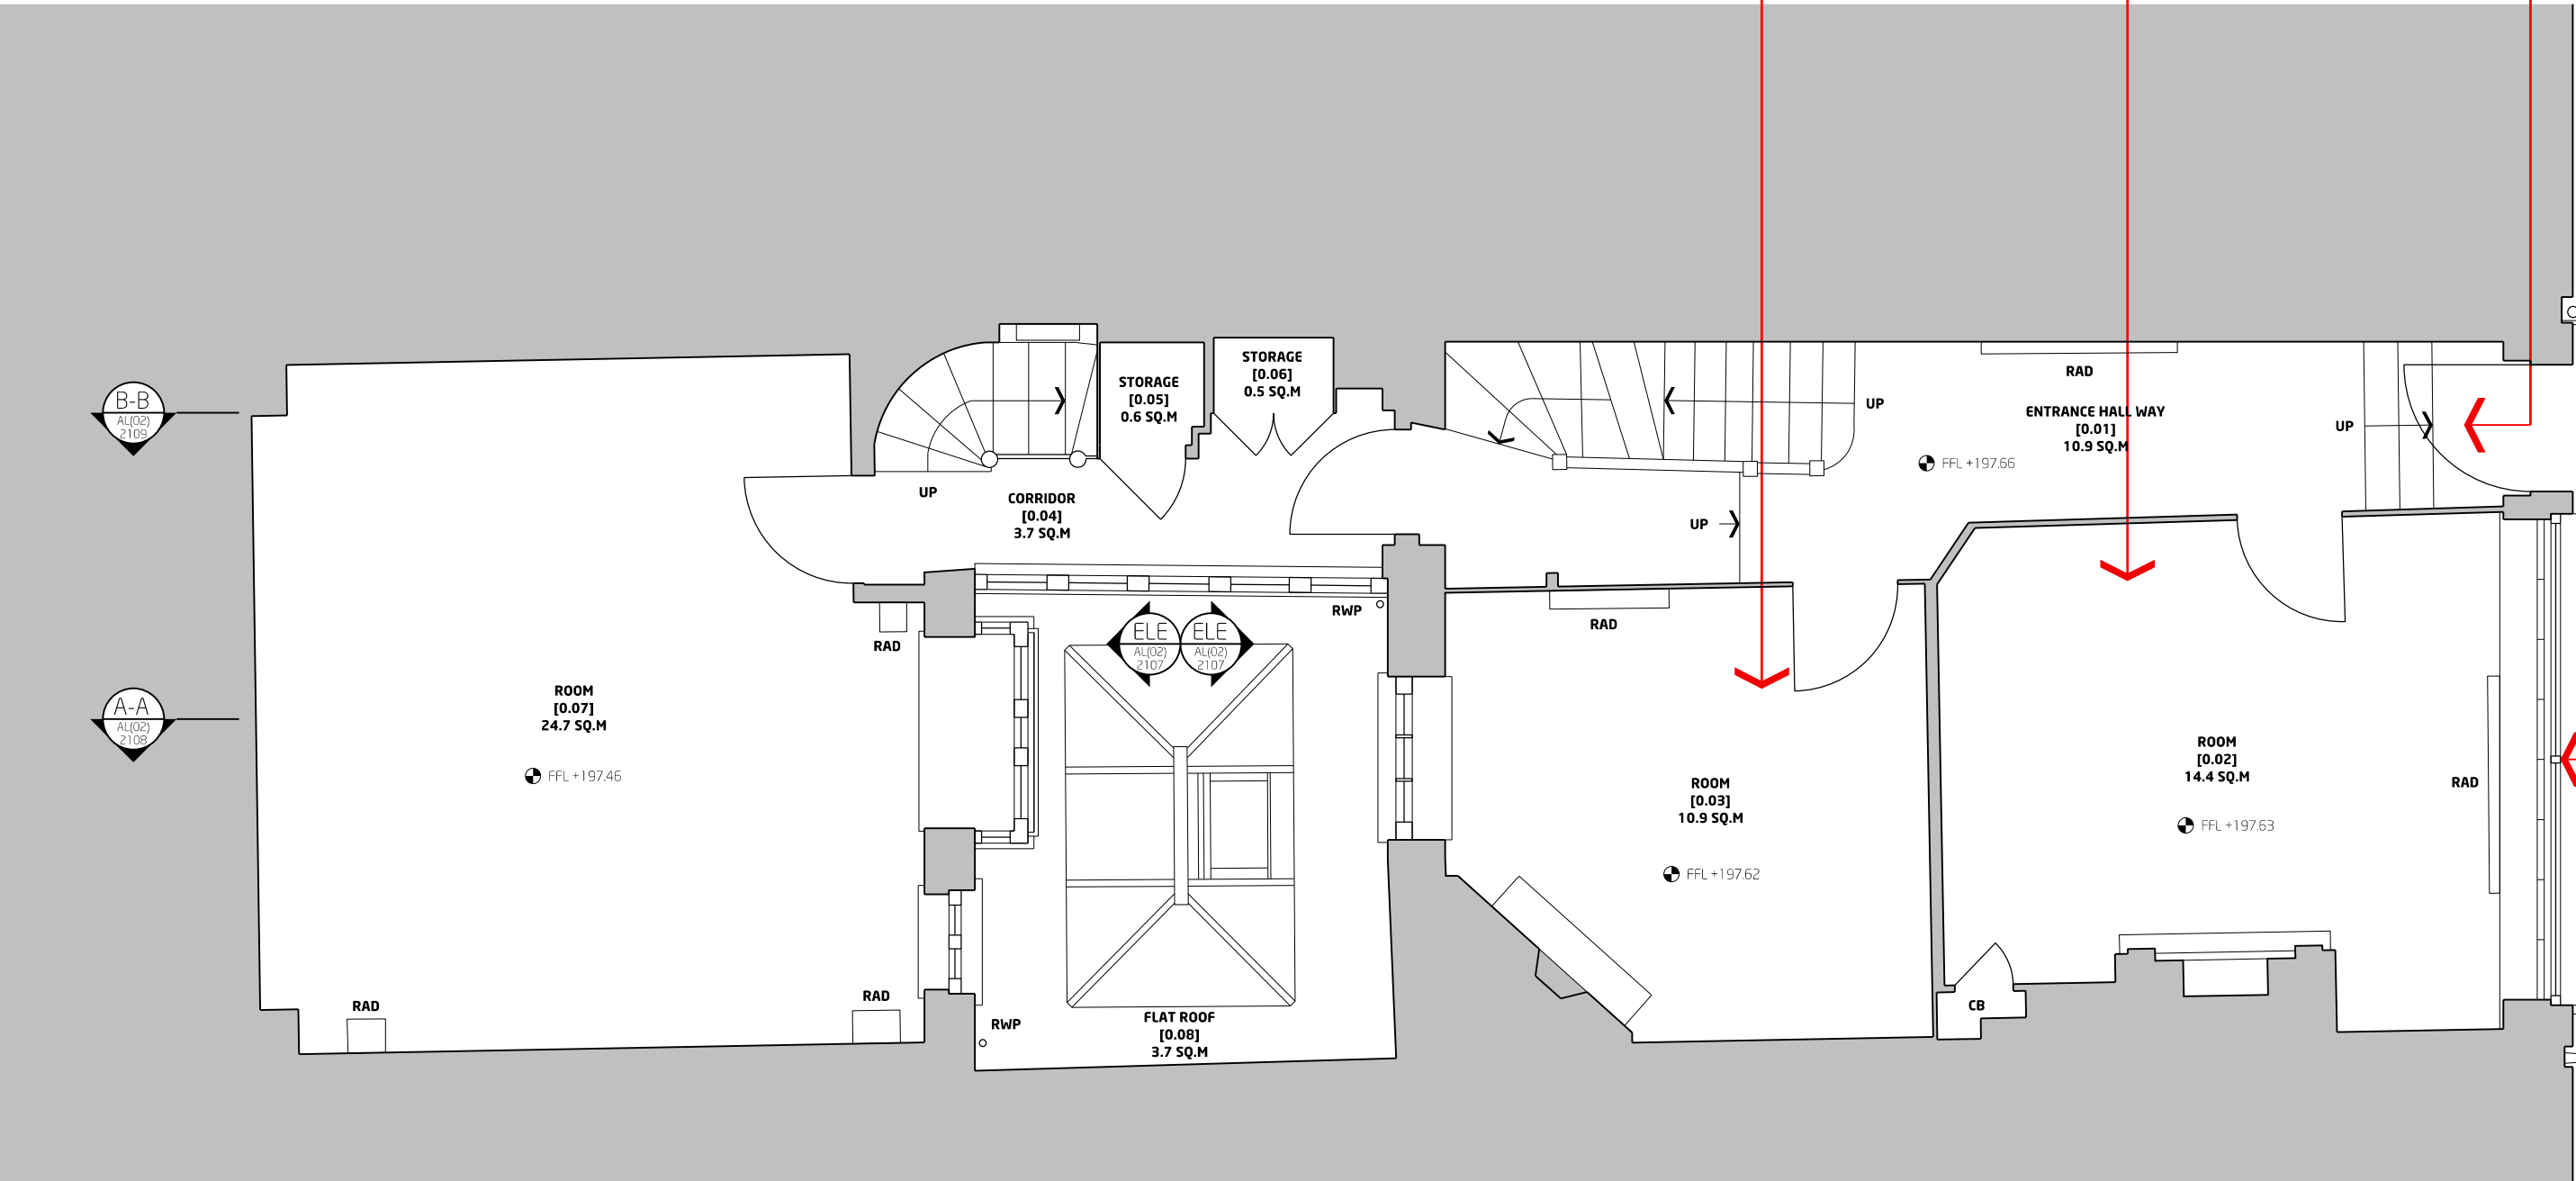 B-B
AL(02)
2109
A-A
AL(02)
2108
ROOM
[0.07]
24.7 SQ.M
FFL +197.46
RAD
RAD
RAD
UP
CORRIDOR
[0.04]
3.7 SQ.M
STORAGE
[0.05]
0.6 SQ.M
STORAGE
[0.06]
0.5 SQ.M
RWP
ELE
AL(02)
2107
ELE
AL(02)
2107
RWP
FLAT ROOF
[0.08]
3.7 SQ.M
UP
UP
RAD
ENTRANCE HALL WAY
[0.01]
10.9 SQ.M
FFL +197.66
UP
RAD
ROOM
[0.03]
10.9 SQ.M
FFL +197.62
ROOM
[0.02]
14.4 SQ.M
FFL +197.63
RAD
CB